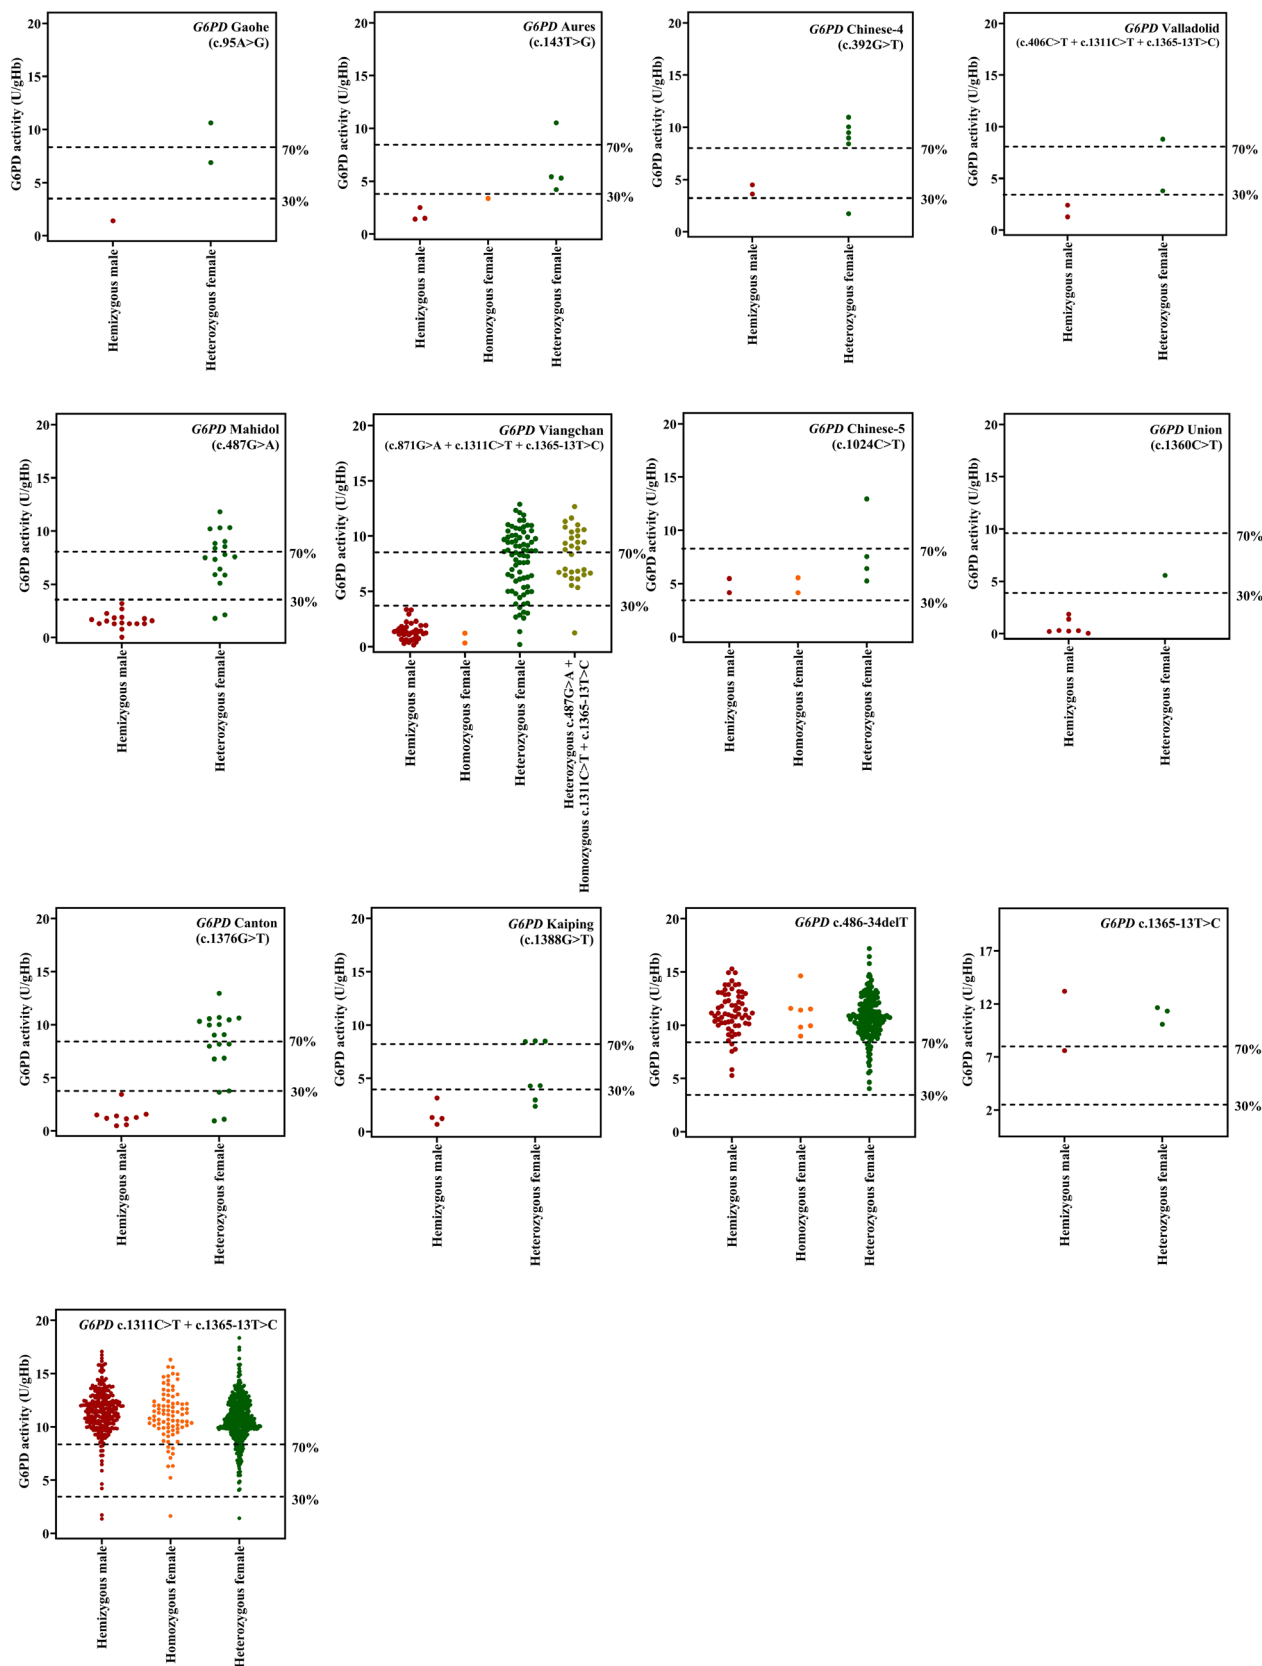 G6PD Gaohe
(c.95A>G)
G6PD activity (U/gHb)
20
15
10
5
0
70%
30%
Hemizygous male
Heterozygous female
G6PD Aures
(c.143T>G)
G6PD activity (U/gHb)
20
15
10
5
0
70%
30%
Hemizygous male
Homozygous female
Heterozygous female
G6PD Chinese-4
(c.392G>T)
G6PD activity (U/gHb)
20
15
10
5
0
70%
30%
Hemizygous male
Heterozygous female
G6PD Valladolid
(c.406C>T + c.1311C>T + c.1365-13T>C)
G6PD activity (U/gHb)
20
15
10
5
0
70%
30%
Hemizygous male
Heterozygous female
G6PD Mahidol
(c.487G>A)
G6PD activity (U/gHb)
20
15
10
5
0
70%
30%
Hemizygous male
Heterozygous female
G6PD Viangchan
(c.871G>A + c.1311C>T + c.1365-13T>C)
G6PD activity (U/gHb)
20
15
10
5
0
70%
30%
Hemizygous male
Homozygous female
Heterozygous female
Heterozygous c.487G>A +
Homozygous c.1311C>T + c.1365-13T>C
G6PD Chinese-5
(c.1024C>T)
G6PD activity (U/gHb)
20
15
10
5
0
70%
30%
Hemizygous male
Homozygous female
Heterozygous female
G6PD Union
(c.1360C>T)
G6PD activity (U/gHb)
20
15
10
5
0
70%
30%
Hemizygous male
Heterozygous female
G6PD Canton
(c.1376G>T)
G6PD activity (U/gHb)
20
15
10
5
0
70%
30%
Hemizygous male
Heterozygous female
G6PD Kaiping
(c.1388G>T)
G6PD activity (U/gHb)
20
15
10
5
0
70%
30%
Hemizygous male
Heterozygous female
G6PD c.486-34delT
G6PD activity (U/gHb)
20
15
10
5
0
70%
30%
Hemizygous male
Homozygous female
Heterozygous female
G6PD c.1365-13T>C
G6PD activity (U/gHb)
17
12
7
2
70%
30%
Hemizygous male
Heterozygous female
G6PD c.1311C>T + c.1365-13T>C
G6PD activity (U/gHb)
20
15
10
5
0
70%
30%
Hemizygous male
Homozygous female
Heterozygous female